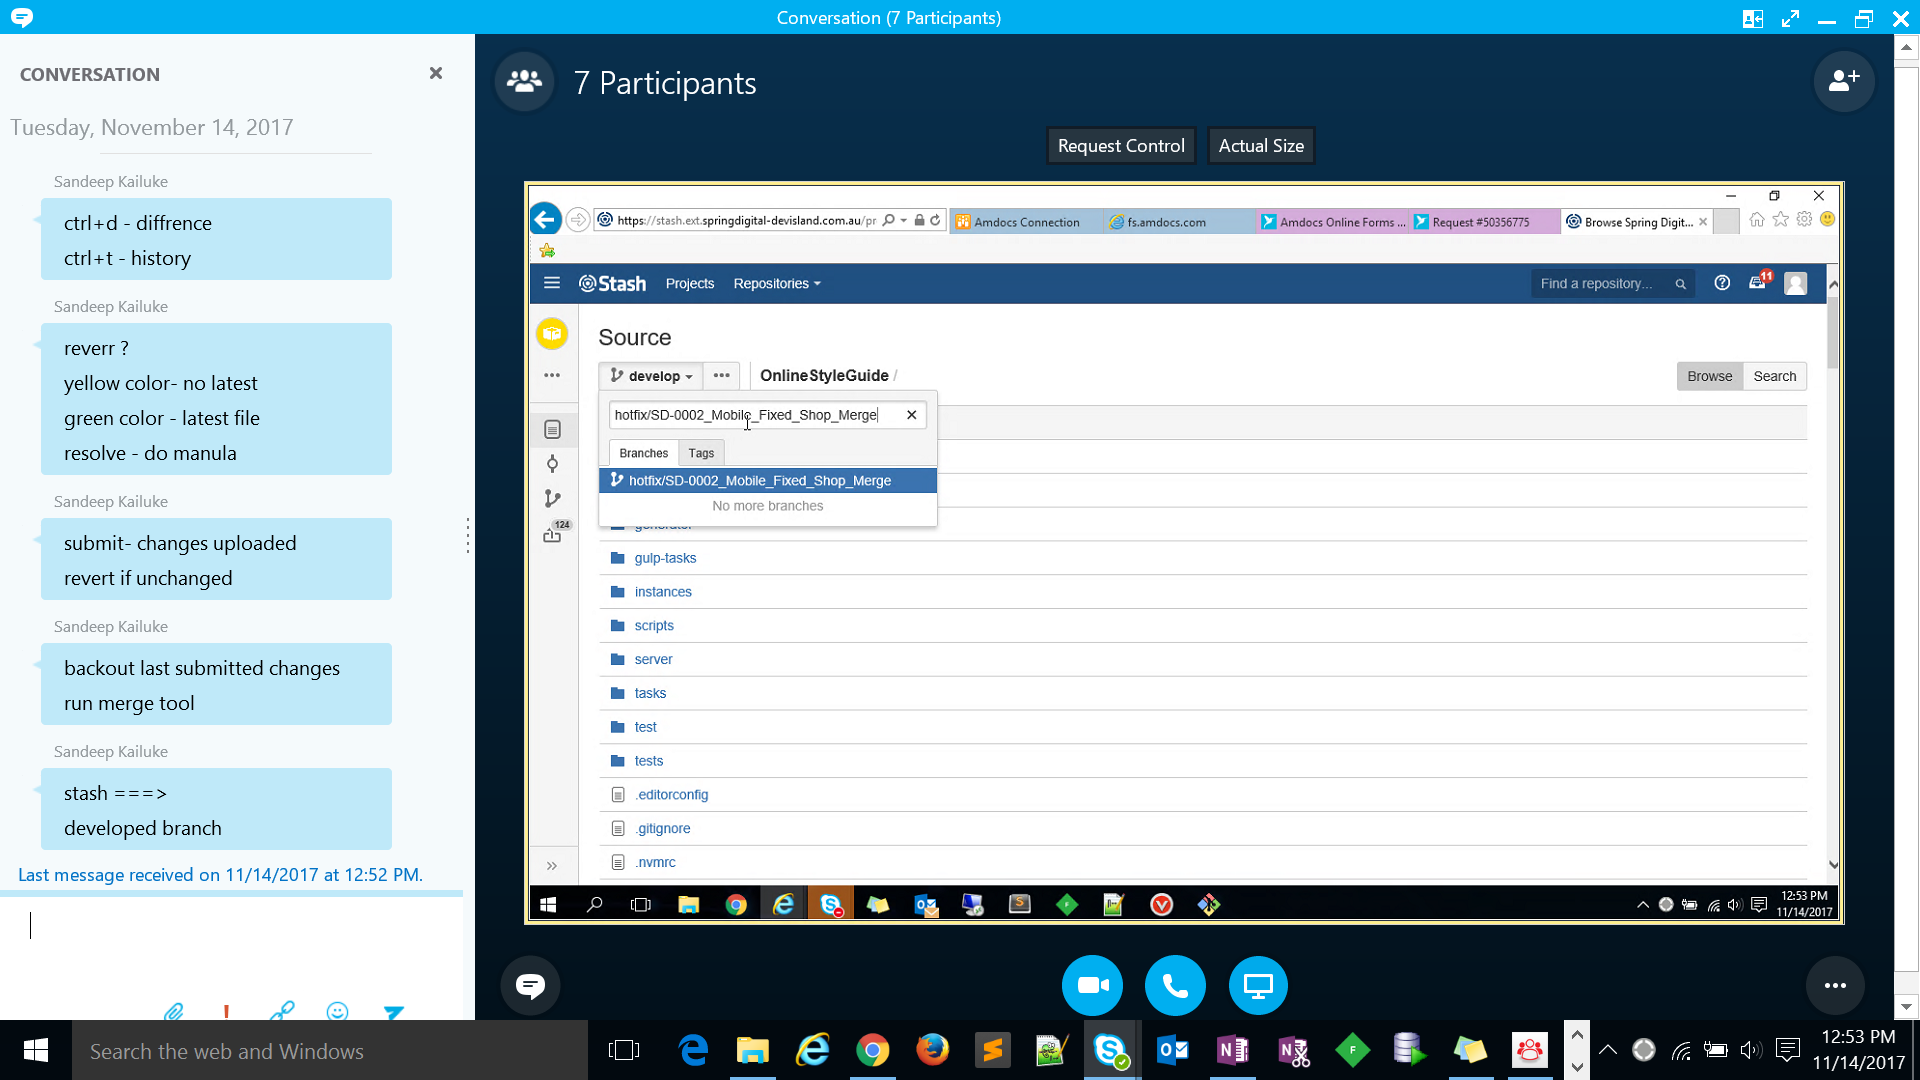 Conversation (7 Participants)
CONVERSATION
Tuesday, November 14, 2017
Sandeep Kailuke
ctrl+d - diffrence
ctrl+t - history
Sandeep Kailuke
reverr ?
yellow color- no latest
green color - latest file
resolve - do manula
Sandeep Kailuke
submit- changes uploaded
revert if unchanged
Sandeep Kailuke
backout last submitted changes
run merge tool
Sandeep Kailuke
stash ===>
developed branch
Last message received on 11/14/2017 at 12:52 PM.
7 Participants
Request Control
Actual Size
https://stash.ext.springdigital-devisland.com.au/pr
Amdocs Connection
fs.amdocs.com
Amdocs Online Forms ...
Request #50356775
Browse Spring Digit...
Stash
Projects
Repositories
Find a repository...
11
Source
develop
OnlineStyleGuide /
Browse
Search
hotfix/SD-0002_Mobile_Fixed_Shop_Merge
Branches
Tags
hotfix/SD-0002_Mobile_Fixed_Shop_Merge
No more branches
124
generator
gulp-tasks
instances
scripts
server
tasks
test
tests
.editorconfig
.gitignore
.nvmrc
12:53 PM
11/14/2017
Search the web and Windows
12:53 PM
11/14/2017